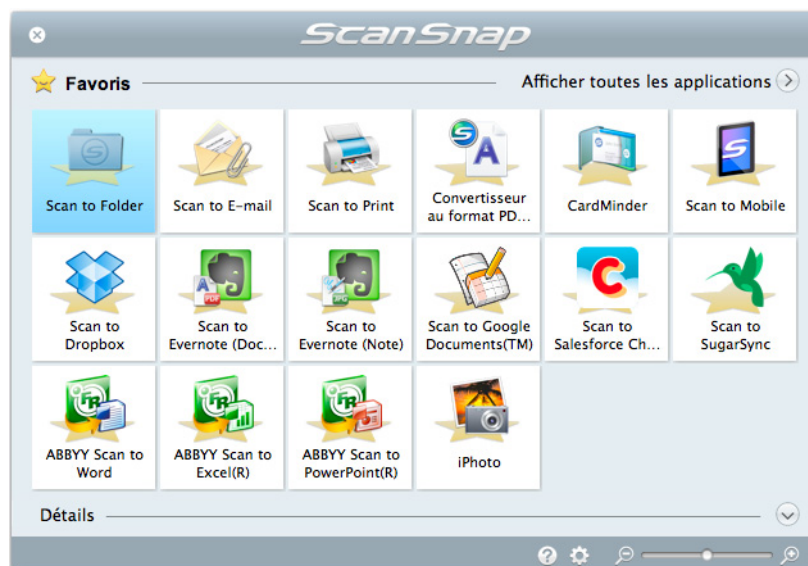 ScanSnap
Favoris
Afficher toutes les applications
Scan to Folder
Scan to E-mail
Scan to Print
Convertisseur
au format PD...
CardMinder
Scan to Mobile
Scan to
Dropbox
Scan to
Evernote (Doc...
Scan to
Evernote (Note)
Scan to Google
Documents(TM)
Scan to
Salesforce Ch...
Scan to
SugarSync
ABBYY Scan to
Word
ABBYY Scan to
Excel(R)
ABBYY Scan to
PowerPoint(R)
iPhoto
Détails